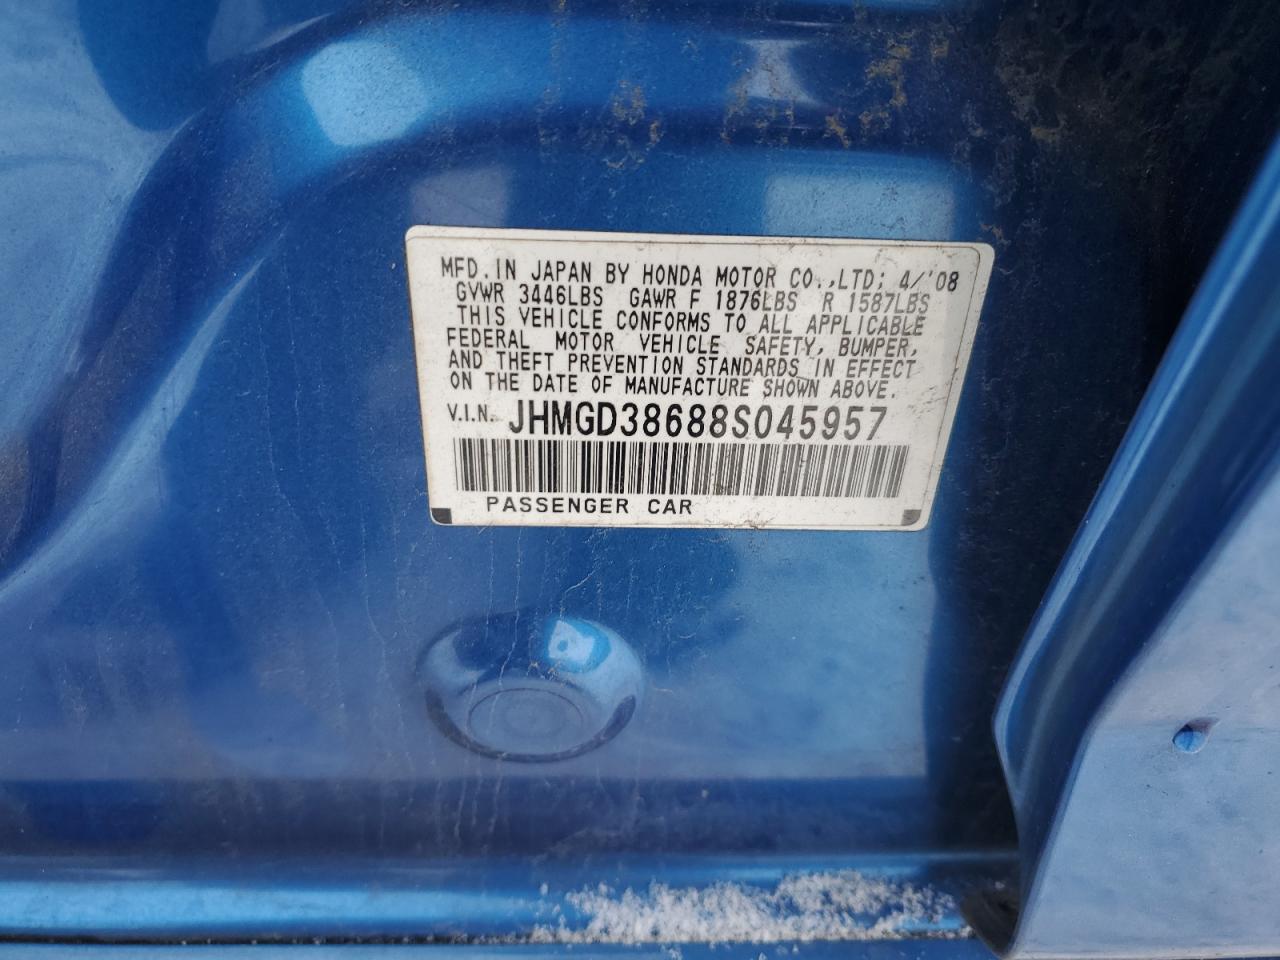 MFD. IN JAPAN BY HONDA MOTOR CO.,LTD; 4/'08
GVWR 3446LBS GAWR F 1876LBS R 1587LBS
THIS VEHICLE CONFORMS TO ALL APPLICABLE
FEDERAL MOTOR VEHICLE SAFETY, BUMPER,
AND THEFT PREVENTION STANDARDS IN EFFECT
ON THE DATE OF MANUFACTURE SHOWN ABOVE.
V.I.N. JHMGD38688S045957
PASSENGER CAR